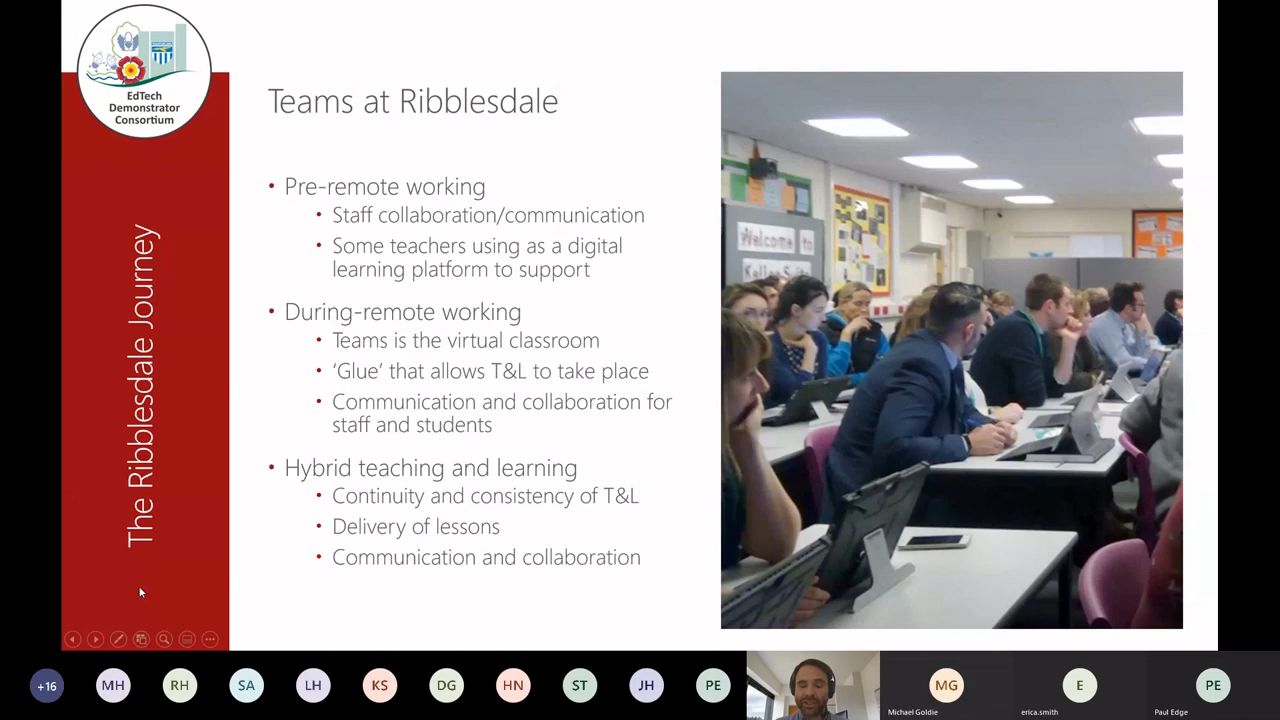 EdTech
Demonstrator
Consortium
The Ribblesdale Journey
Teams at Ribblesdale
• Pre-remote working
• Staff collaboration/communication
• Some teachers using as a digital
learning platform to support
• During-remote working
• Teams is the virtual classroom
• ‘Glue’ that allows T&L to take place
• Communication and collaboration for
staff and students
• Hybrid teaching and learning
• Continuity and consistency of T&L
• Delivery of lessons
• Communication and collaboration
Welcome to
+16
MH
RH
SA
LH
KS
DG
HN
ST
JH
PE
MG
Michael Goldie
E
erica.smith
PE
Paul Edge